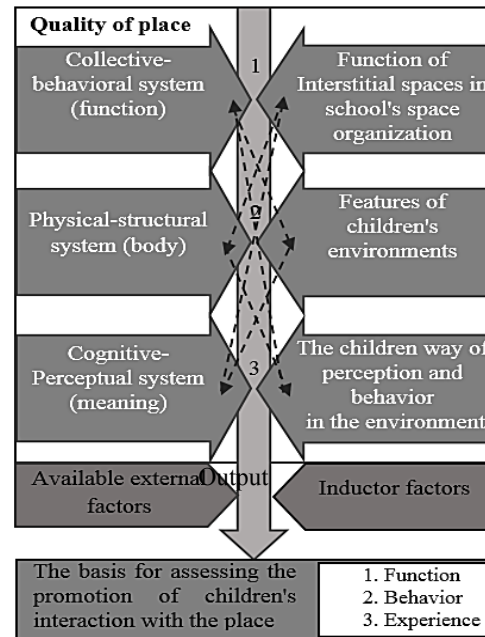 Quality of place
Collective-
behavioral system
(function)
1
Function of
Interstitial spaces in
school's space
organization
Physical-structural
system (body)
2
Features of
children's
environments
Cognitive-
Perceptual system
(meaning)
3
The children way of
perception and
behavior
in the environment
Available external
factors
Output
Inductor factors
The basis for assessing the
promotion of children's
interaction with the place
1. Function
2. Behavior
3. Experience